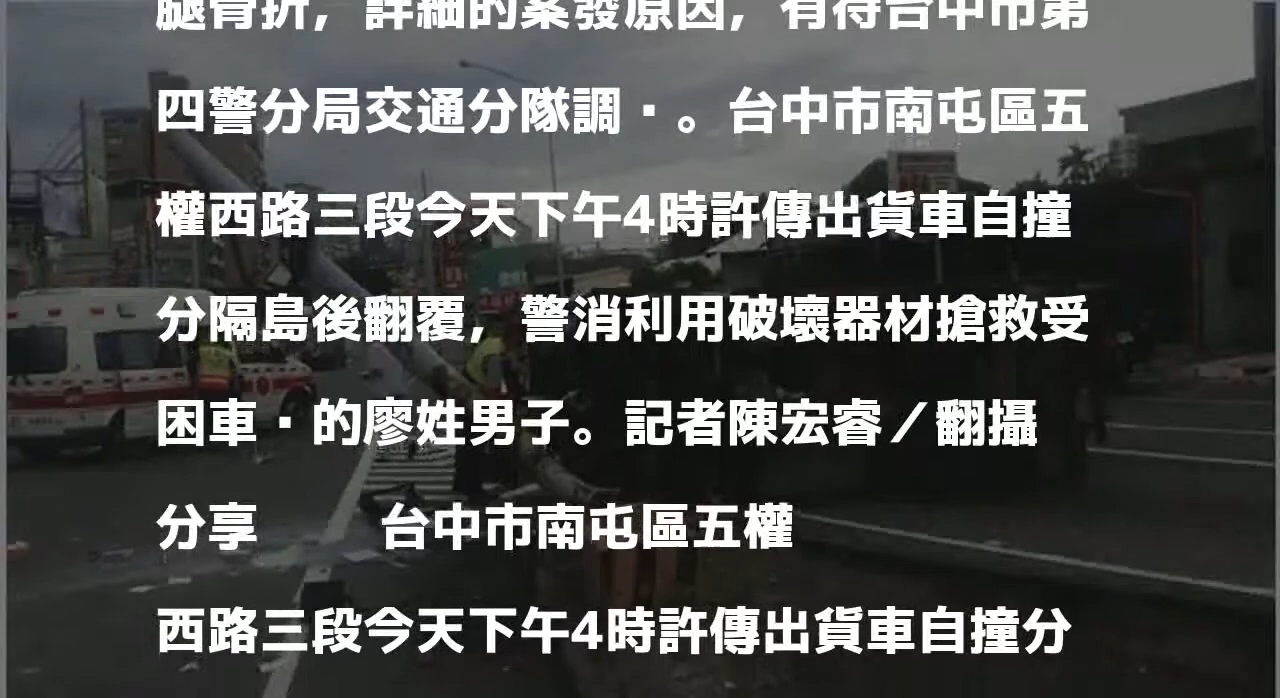 腿骨折，詳細的案發原因，有待台中市第
四警分局交通分隊調▪。台中市南屯區五
權西路三段今天下午4時許傳出貨車自撞
分隔島後翻覆，警消利用破壞器材搶救受
困車▪的廖姓男子。記者陳宏睿／翻攝
分享　　台中市南屯區五權
西路三段今天下午4時許傳出貨車自撞分